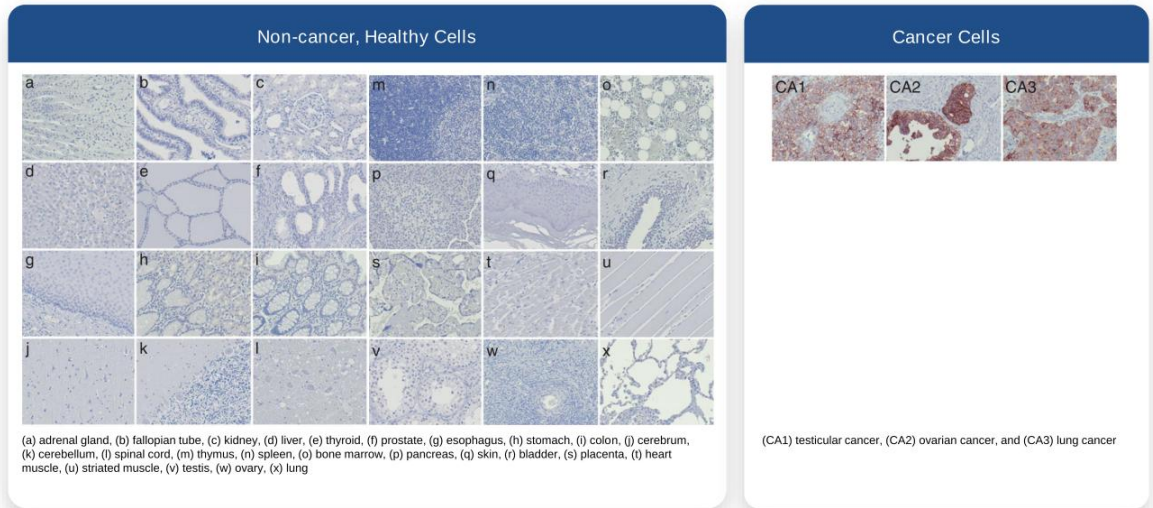 Non-cancer, Healthy Cells
Cancer Cells
a
b
c
m
n
o
d
e
f
p
q
r
g
h
i
s
t
u
j
k
l
v
w
x
CA1
CA2
CA3
(a) adrenal gland, (b) fallopian tube, (c) kidney, (d) liver, (e) thyroid, (f) prostate, (g) esophagus, (h) stomach, (i) colon, (j) cerebrum,
(k) cerebellum, (l) spinal cord, (m) thymus, (n) spleen, (o) bone marrow, (p) pancreas, (q) skin, (r) bladder, (s) placenta, (t) heart
muscle, (u) striated muscle, (v) testis, (w) ovary, (x) lung
(CA1) testicular cancer, (CA2) ovarian cancer, and (CA3) lung cancer